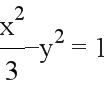 x²/3 – y² = 1